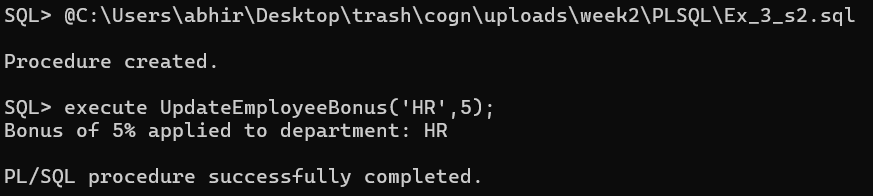 SQL> @C:\Users\abhir\Desktop\trash\cogn\uploads\week2\PLSQL\Ex_3_s2.sql
Procedure created.
SQL> execute UpdateEmployeeBonus('HR',5);
Bonus of 5% applied to department: HR
PL/SQL procedure successfully completed.